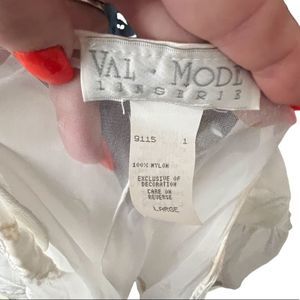 VAL · MODE
LINGERIE
9115 1
100% NYLON
EXCLUSIVE OF
DECORATION
CARE ON
REVERSE
LARGE